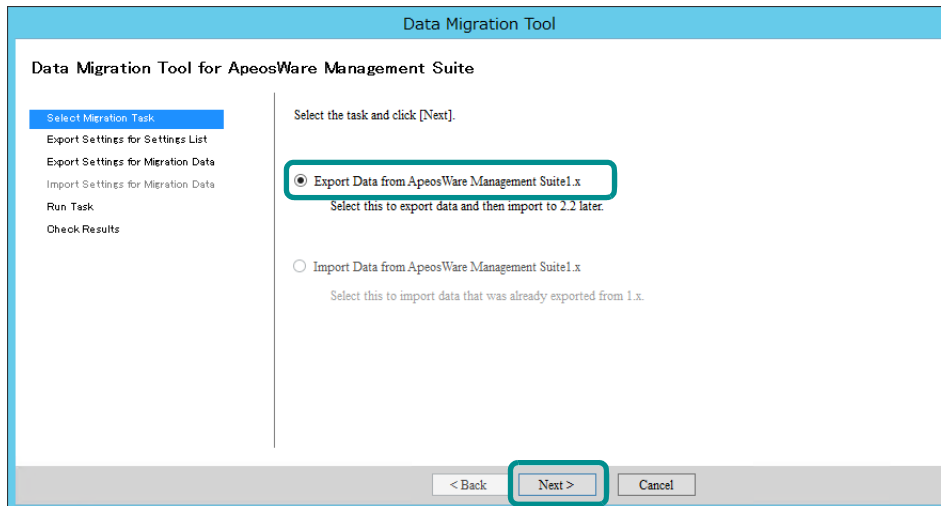 Data Migration Tool
Data Migration Tool for ApeosWare Management Suite
Select Migration Task
Export Settings for Settings List
Export Settings for Migration Data
Import Settings for Migration Data
Run Task
Check Results
Select the task and click [Next].
Export Data from ApeosWare Management Suite1.x
Select this to export data and then import to 2.2 later.
Import Data from ApeosWare Management Suite1.x
Select this to import data that was already exported from 1.x.
< Back
Next >
Cancel